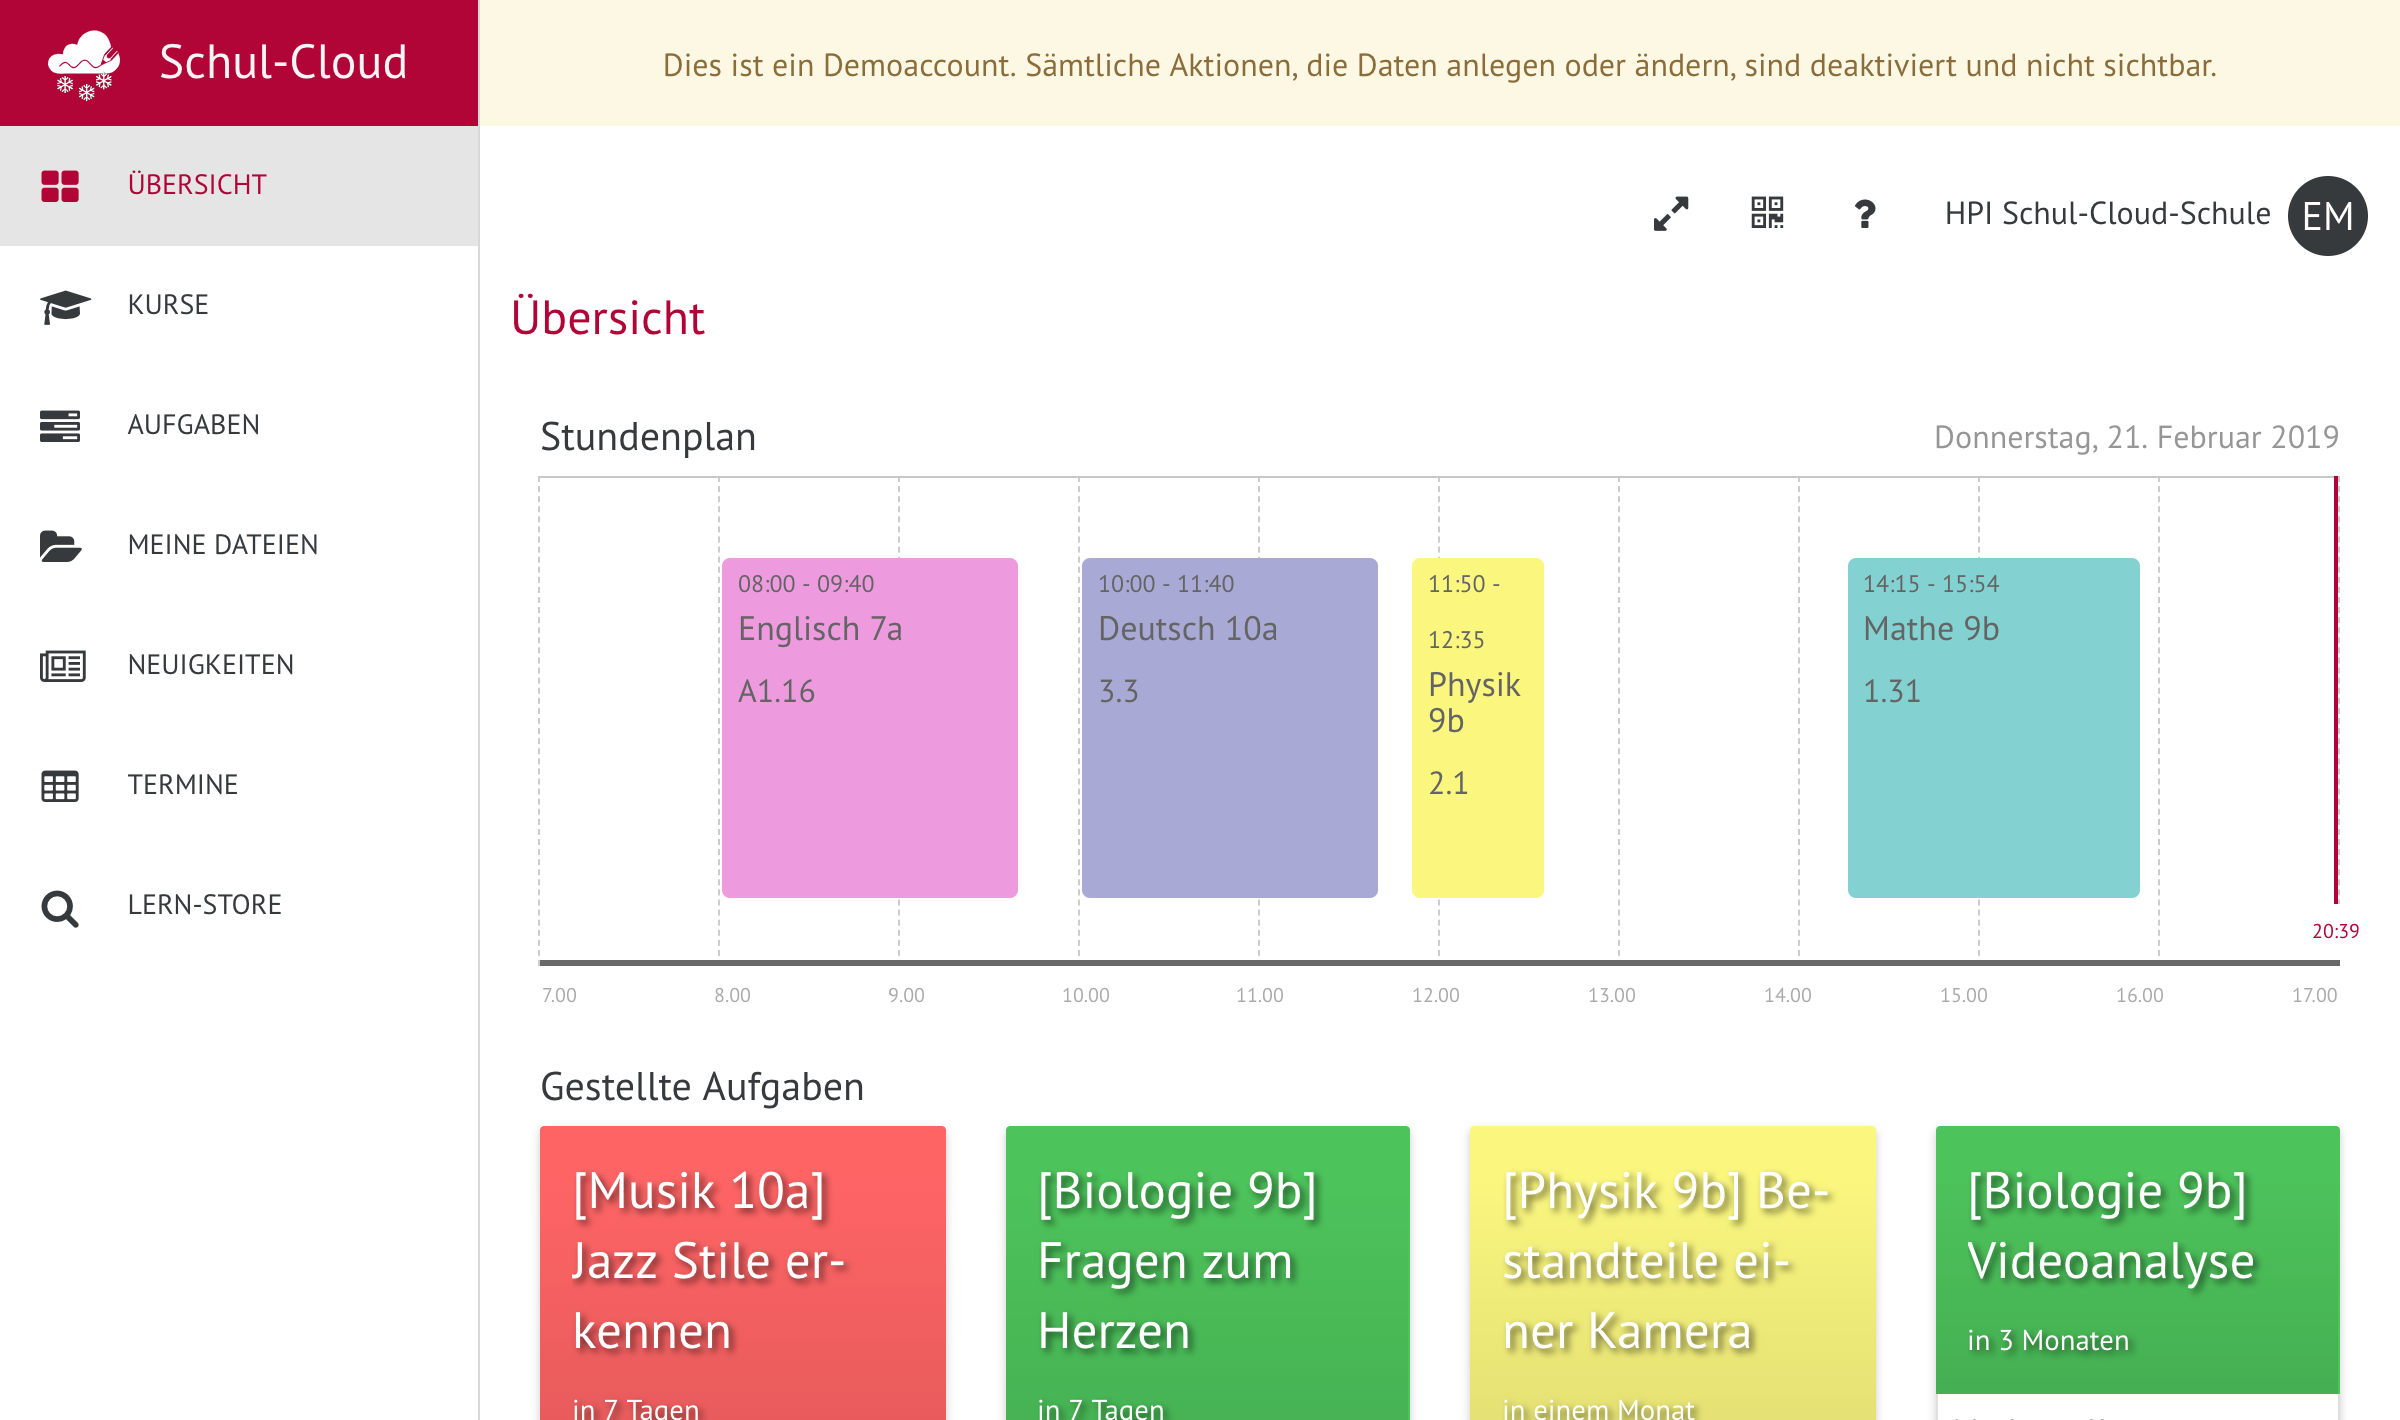 Schul-Cloud
Dies ist ein Demoaccount. Sämtliche Aktionen, die Daten anlegen oder ändern, sind deaktiviert und nicht sichtbar.
ÜBERSICHT
KURSE
AUFGABEN
MEINE DATEIEN
NEUIGKEITEN
TERMINE
LERN-STORE
? HPI Schul-Cloud-Schule EM
Übersicht
Stundenplan
Donnerstag, 21. Februar 2019
08:00 - 09:40
Englisch 7a
A1.16
10:00 - 11:40
Deutsch 10a
3.3
11:50 -
12:35
Physik
9b
2.1
14:15 - 15:54
Mathe 9b
1.31
20:39
7.00 8.00 9.00 10.00 11.00 12.00 13.00 14.00 15.00 16.00 17.00
Gestellte Aufgaben
[Musik 10a]
Jazz Stile er-
kennen
in 7 Tagen
[Biologie 9b]
Fragen zum
Herzen
in 7 Tagen
[Physik 9b] Be-
standteile ei-
ner Kamera
in einem Monat
[Biologie 9b]
Videoanalyse
in 3 Monaten